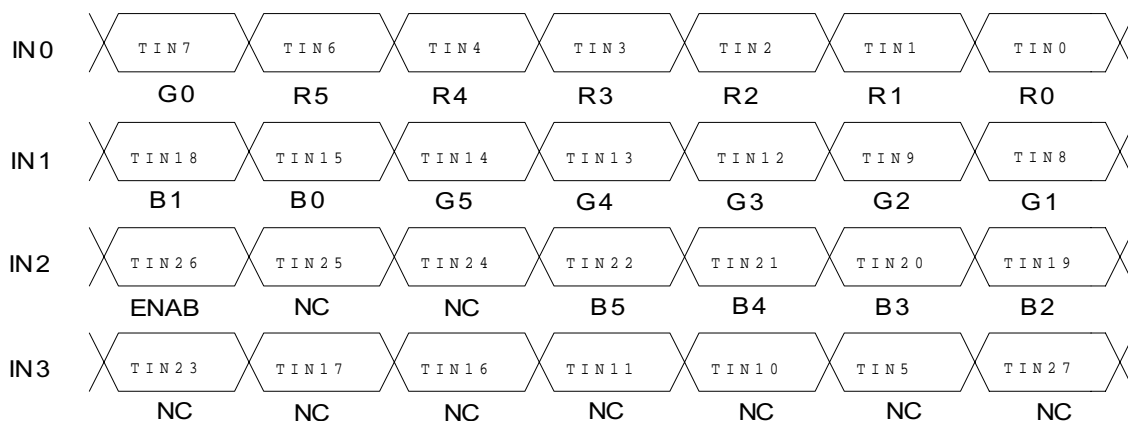 IN0 TIN7 TIN6 TIN4 TIN3 TIN2 TIN1 TIN0
G0 R5 R4 R3 R2 R1 R0
IN1 TIN18 TIN15 TIN14 TIN13 TIN12 TIN9 TIN8
B1 B0 G5 G4 G3 G2 G1
IN2 TIN26 TIN25 TIN24 TIN22 TIN21 TIN20 TIN19
ENAB NC NC B5 B4 B3 B2
IN3 TIN23 TIN17 TIN16 TIN11 TIN10 TIN5 TIN27
NC NC NC NC NC NC NC